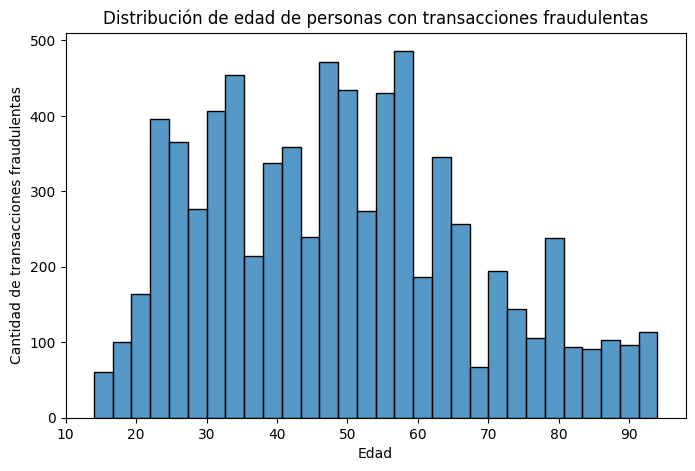 Distribución de edad de personas con transacciones fraudulentas
Cantidad de transacciones fraudulentas
500
400
300
200
100
0
10 20 30 40 50 60 70 80 90
Edad